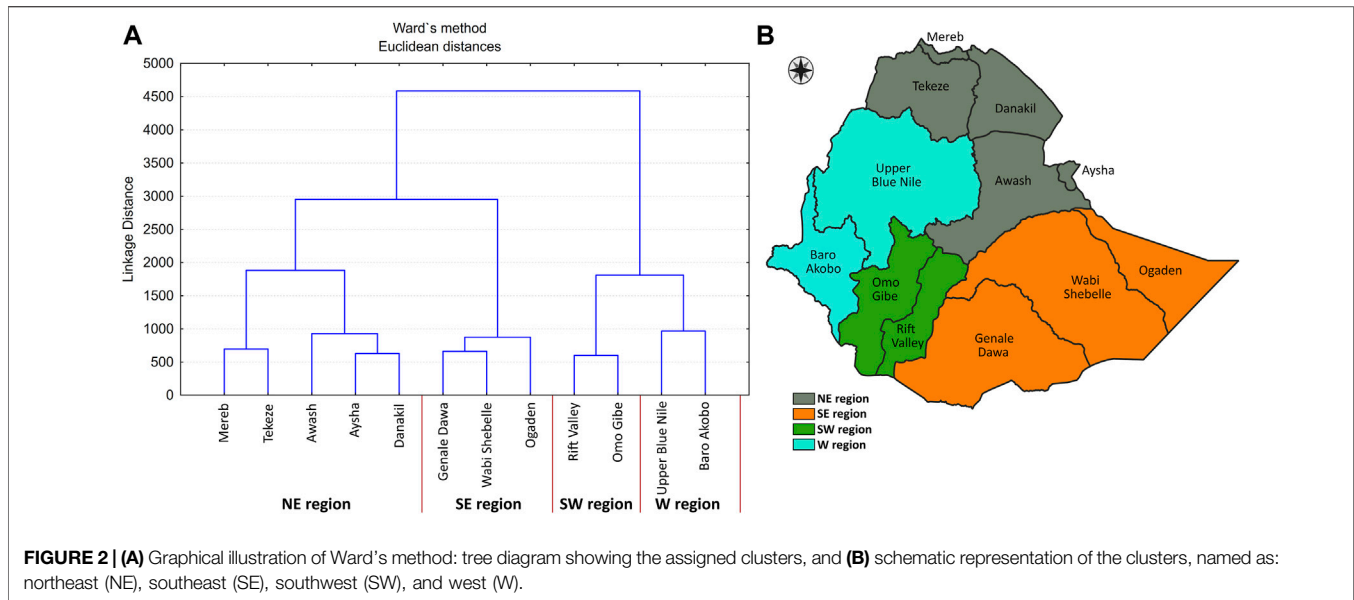 A
Ward`s method
Euclidean distances
Linkage Distance
5000
4500
4000
3500
3000
2500
2000
1500
1000
500
0
Mereb
Tekeze
Awash
Aysha
Danakil
Genale Dawa
Wabi Shebelle
Ogaden
Rift Valley
Omo Gibe
Upper Blue Nile
Baro Akobo
NE region
SE region
SW region
W region
B
Mereb
Tekeze
Danakil
Upper
Blue Nile
Awash
Aysha
Baro
Akobo
Omo
Gibe
Rift
Valley
Genale
Dawa
Wabi
Shebelle
Ogaden
NE region
SE region
SW region
W region
FIGURE 2 | (A) Graphical illustration of Ward’s method: tree diagram showing the assigned clusters, and (B) schematic representation of the clusters, named as:
northeast (NE), southeast (SE), southwest (SW), and west (W).